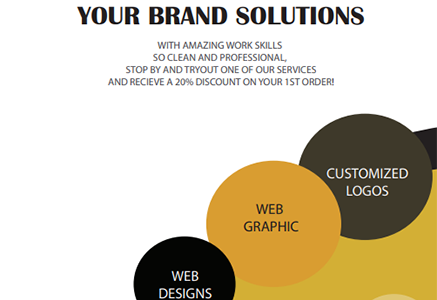 YOUR BRAND SOLUTIONS
WITH AMAZING WORK SKILLS
SO CLEAN AND PROFESSIONAL,
STOP BY AND TRYOUT ONE OF OUR SERVICES
AND RECIEVE A 20% DISCOUNT ON YOUR 1ST ORDER!
CUSTOMIZED
LOGOS
WEB
GRAPHIC
WEB
DESIGNS